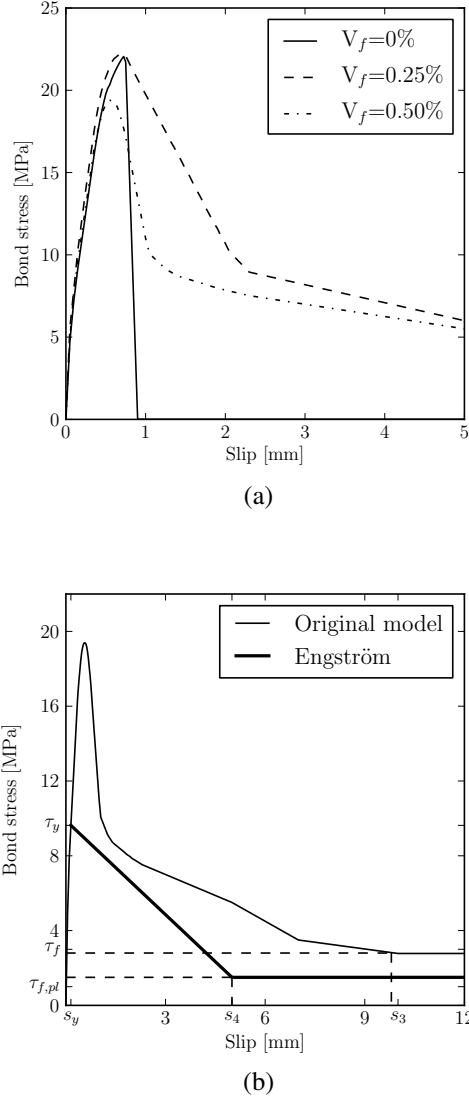 25
20
15
10
5
0
0 1 2 3 4 5
Bond stress [MPa]
Slip [mm]
V_f=0%
V_f=0.25%
V_f=0.50%
(a)
20
16
12
τ_y
8
4
τ_f
τ_{f,pl}
0
s_y 3 s_4 6 9 s_3 12
Bond stress [MPa]
Slip [mm]
Original model
Engström
(b)